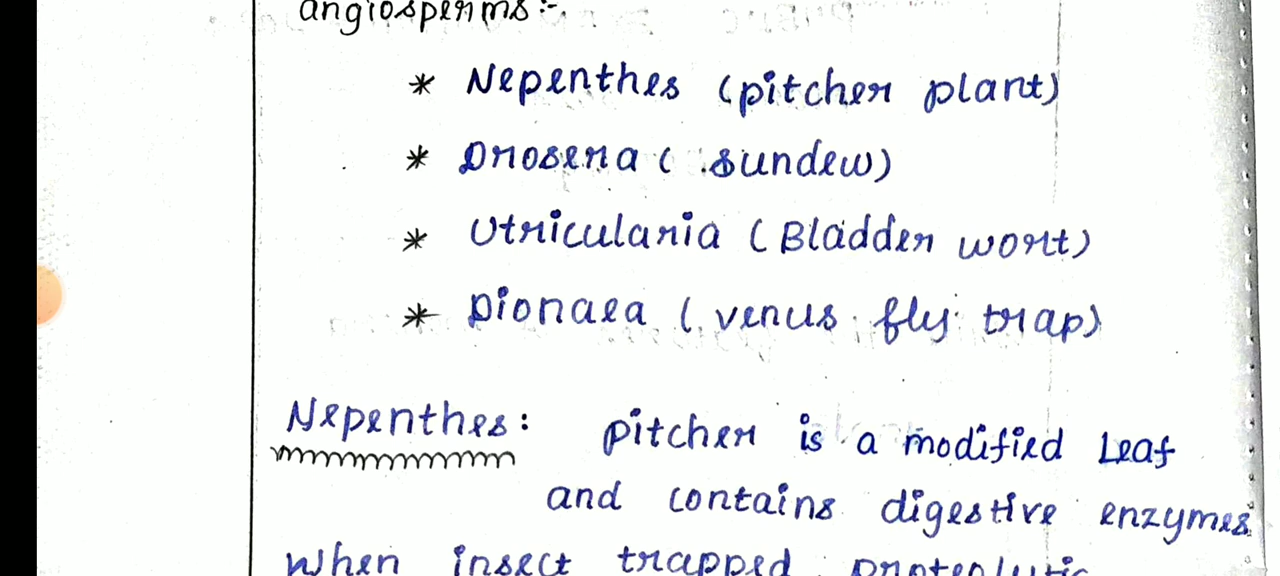 angiosperms :-
* Nepenthes (pitcher plant)
* Drosera ( sundew)
* Utricularia (Bladder wort)
* Dionaea ( venus fly trap)
Nepenthes: pitcher is a modified Leaf
and contains digestive enzymes
When insect trapped proteolytic